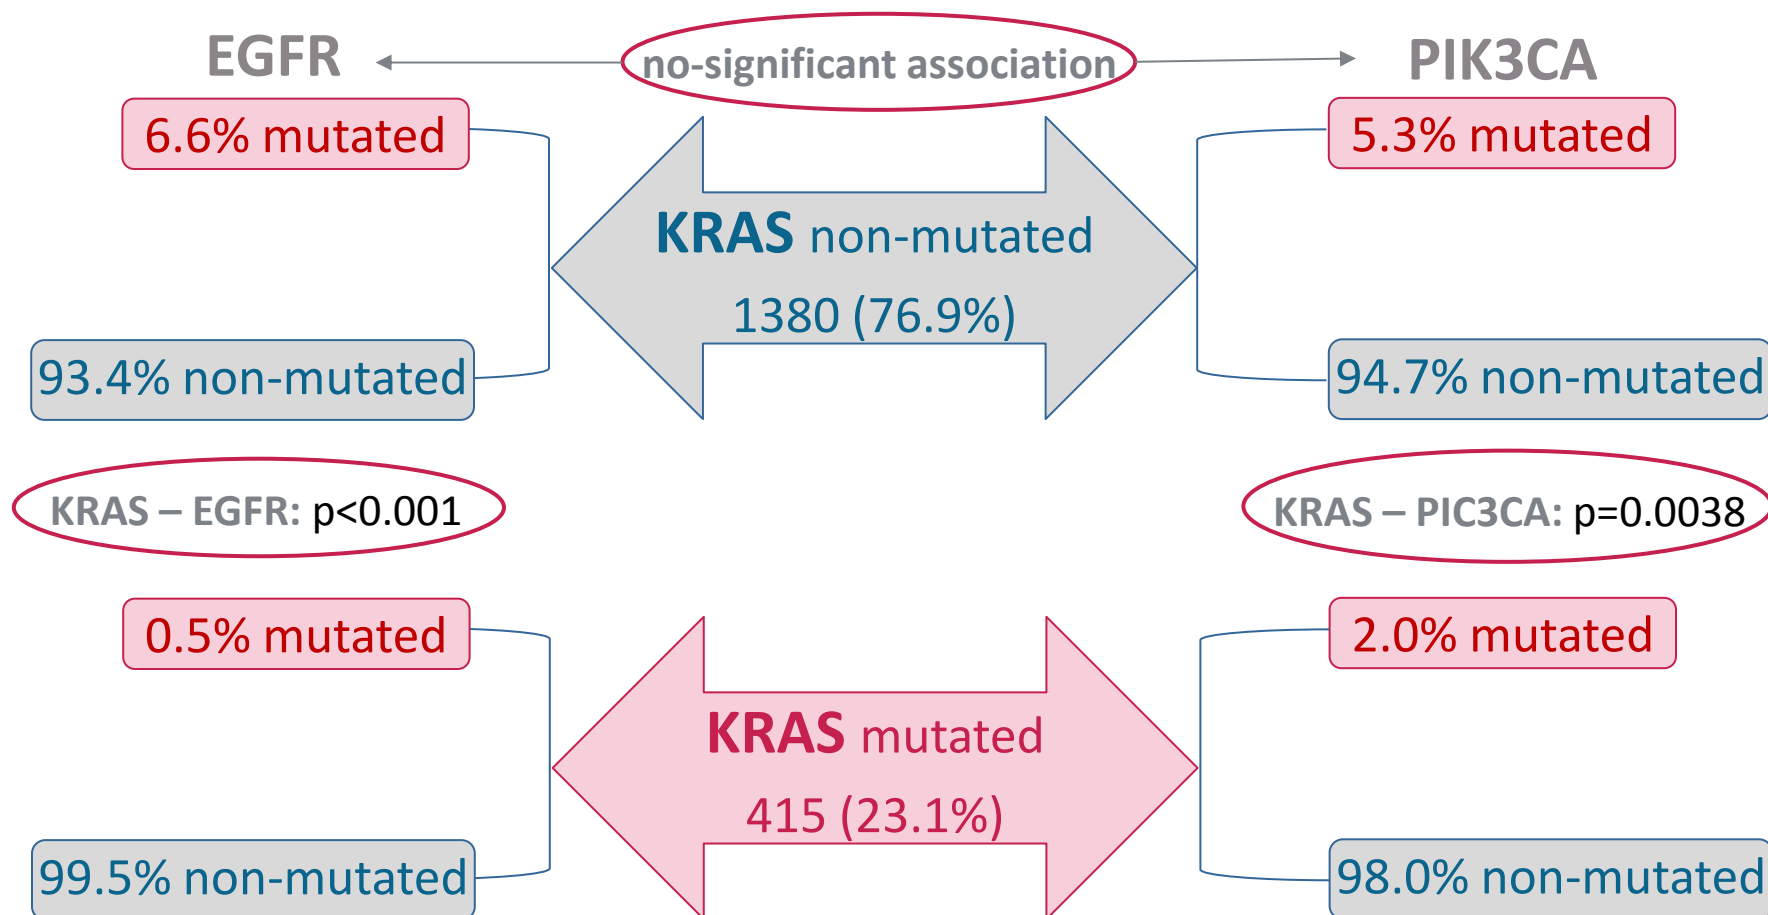 EGFR
no-significant association
PIK3CA
6.6% mutated
5.3% mutated
KRAS non-mutated
1380 (76.9%)
93.4% non-mutated
94.7% non-mutated
KRAS – EGFR: p<0.001
KRAS – PIC3CA: p=0.0038
0.5% mutated
2.0% mutated
KRAS mutated
415 (23.1%)
99.5% non-mutated
98.0% non-mutated